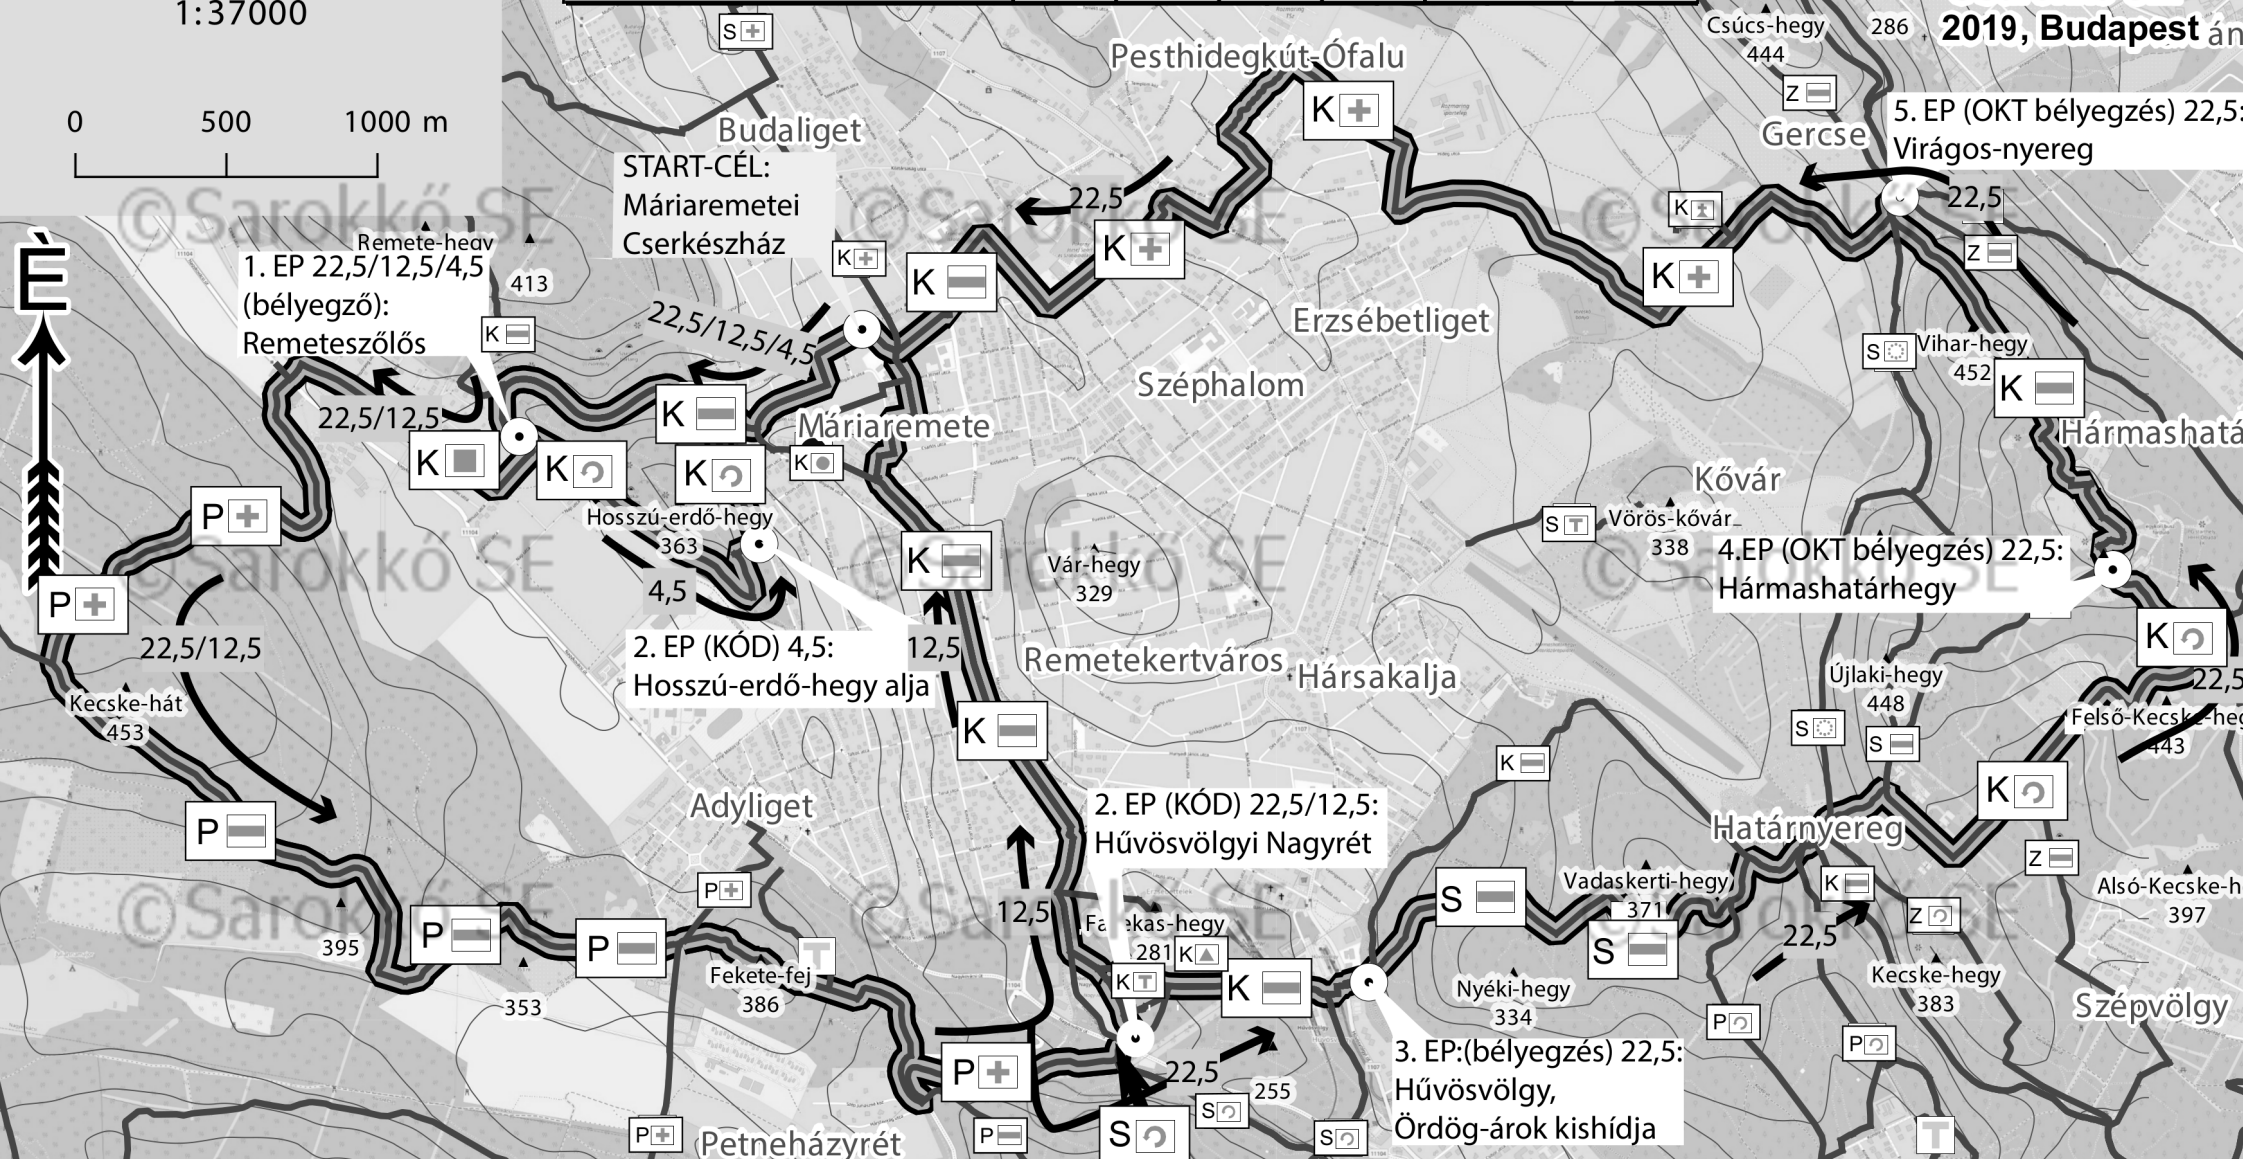 1:37000
0 500 1000 m
È
2019, Budapest
Csúcs-hegy
444
286
Pesthidegkút-Ófalu
S
Z
K
Budaliget
Gercse
5. EP (OKT bélyegzés) 22,5:
Virágos-nyereg
START-CÉL:
Máriaremetei
Cserkészház
22,5
22,5
©Sarokkő SE
©Sarokkő SE
Remete-hegy
413
1. EP 22,5/12,5/4,5
(bélyegző):
Remeteszőlős
K
K
K
K
K
K
Z
22,5/12,5/4,5
Erzsébetliget
S
Vihar-hegy
452
K
Széphalom
22,5/12,5
K
K
Máriaremete
K
K
K
K
Kővár
Vörös-kővár
338
S
P
P
Hosszú-erdő-hegy
363
4,5
©Sarokkő SE
K
Vár-hegy
329
4.EP (OKT bélyegzés) 22,5:
Hármashatárhegy
K
22,5/12,5
2. EP (KÓD) 4,5:
Hosszú-erdő-hegy alja
12,5
Remetekertváros
Hársakalja
Újlaki-hegy
448
22,5
443
Kecske-hát
453
K
K
S
S
P
Adyliget
2. EP (KÓD) 22,5/12,5:
Hűvösvölgyi Nagyrét
Határnyereg
K
Z
P
12,5
281
K
K
S
Vadaskerti-hegy
371
S
K
Z
Alsó-Kecske-h
397
395
P
P
353
Fekete-fej
386
K
22,5
Nyéki-hegy
334
Kecske-hegy
383
Szépvölgy
P
P
P
22,5
255
3. EP:(bélyegzés) 22,5:
Hűvösvölgy,
Ördög-árok kishídja
P
Petneházyrét
P
S
S
S